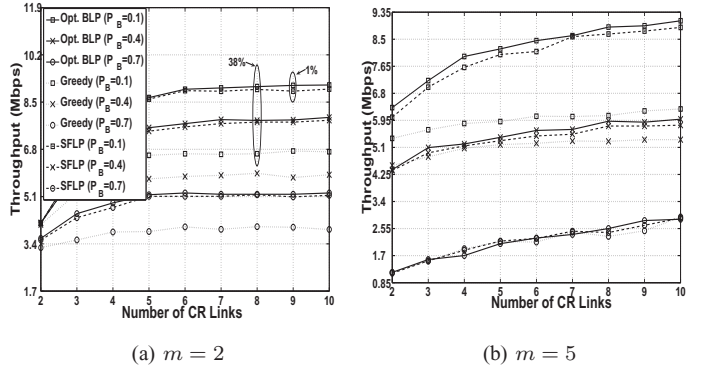 11.9
10.2
8.5
6.8
5.1
3.4
1.7
Throughput (Mbps)
Opt. BLP (P_B=0.1)
Opt. BLP (P_B=0.4)
Opt. BLP (P_B=0.7)
Greedy (P_B=0.1)
Greedy (P_B=0.4)
Greedy (P_B=0.7)
SFLP (P_B=0.1)
SFLP (P_B=0.4)
SFLP (P_B=0.7)
38%
1%
2 3 4 5 6 7 8 9 10
Number of CR Links
(a) m = 2
9.35
8.5
7.65
6.8
5.95
5.1
4.25
3.4
2.55
1.7
0.85
Throughput (Mbps)
2 3 4 5 6 7 8 9 10
Number of CR Links
(b) m = 5